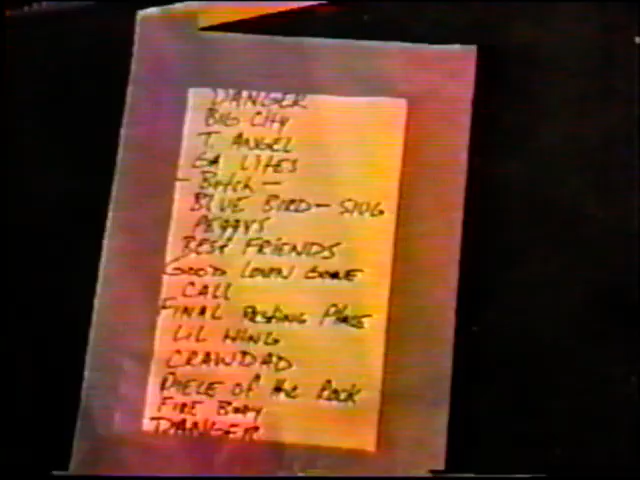 DANGER
BIG CITY
T. ANGEL
GA LITES
- Bitch -
BLUE BIRD - SLUG
PEGGYS
BEST FRIENDS
GOOD LOVIN GONE
CALL
FINAL RESTING PLACE
LIL WING
CRAWDAD
PIECE OF the Rock
FIRE BABY
DANGER